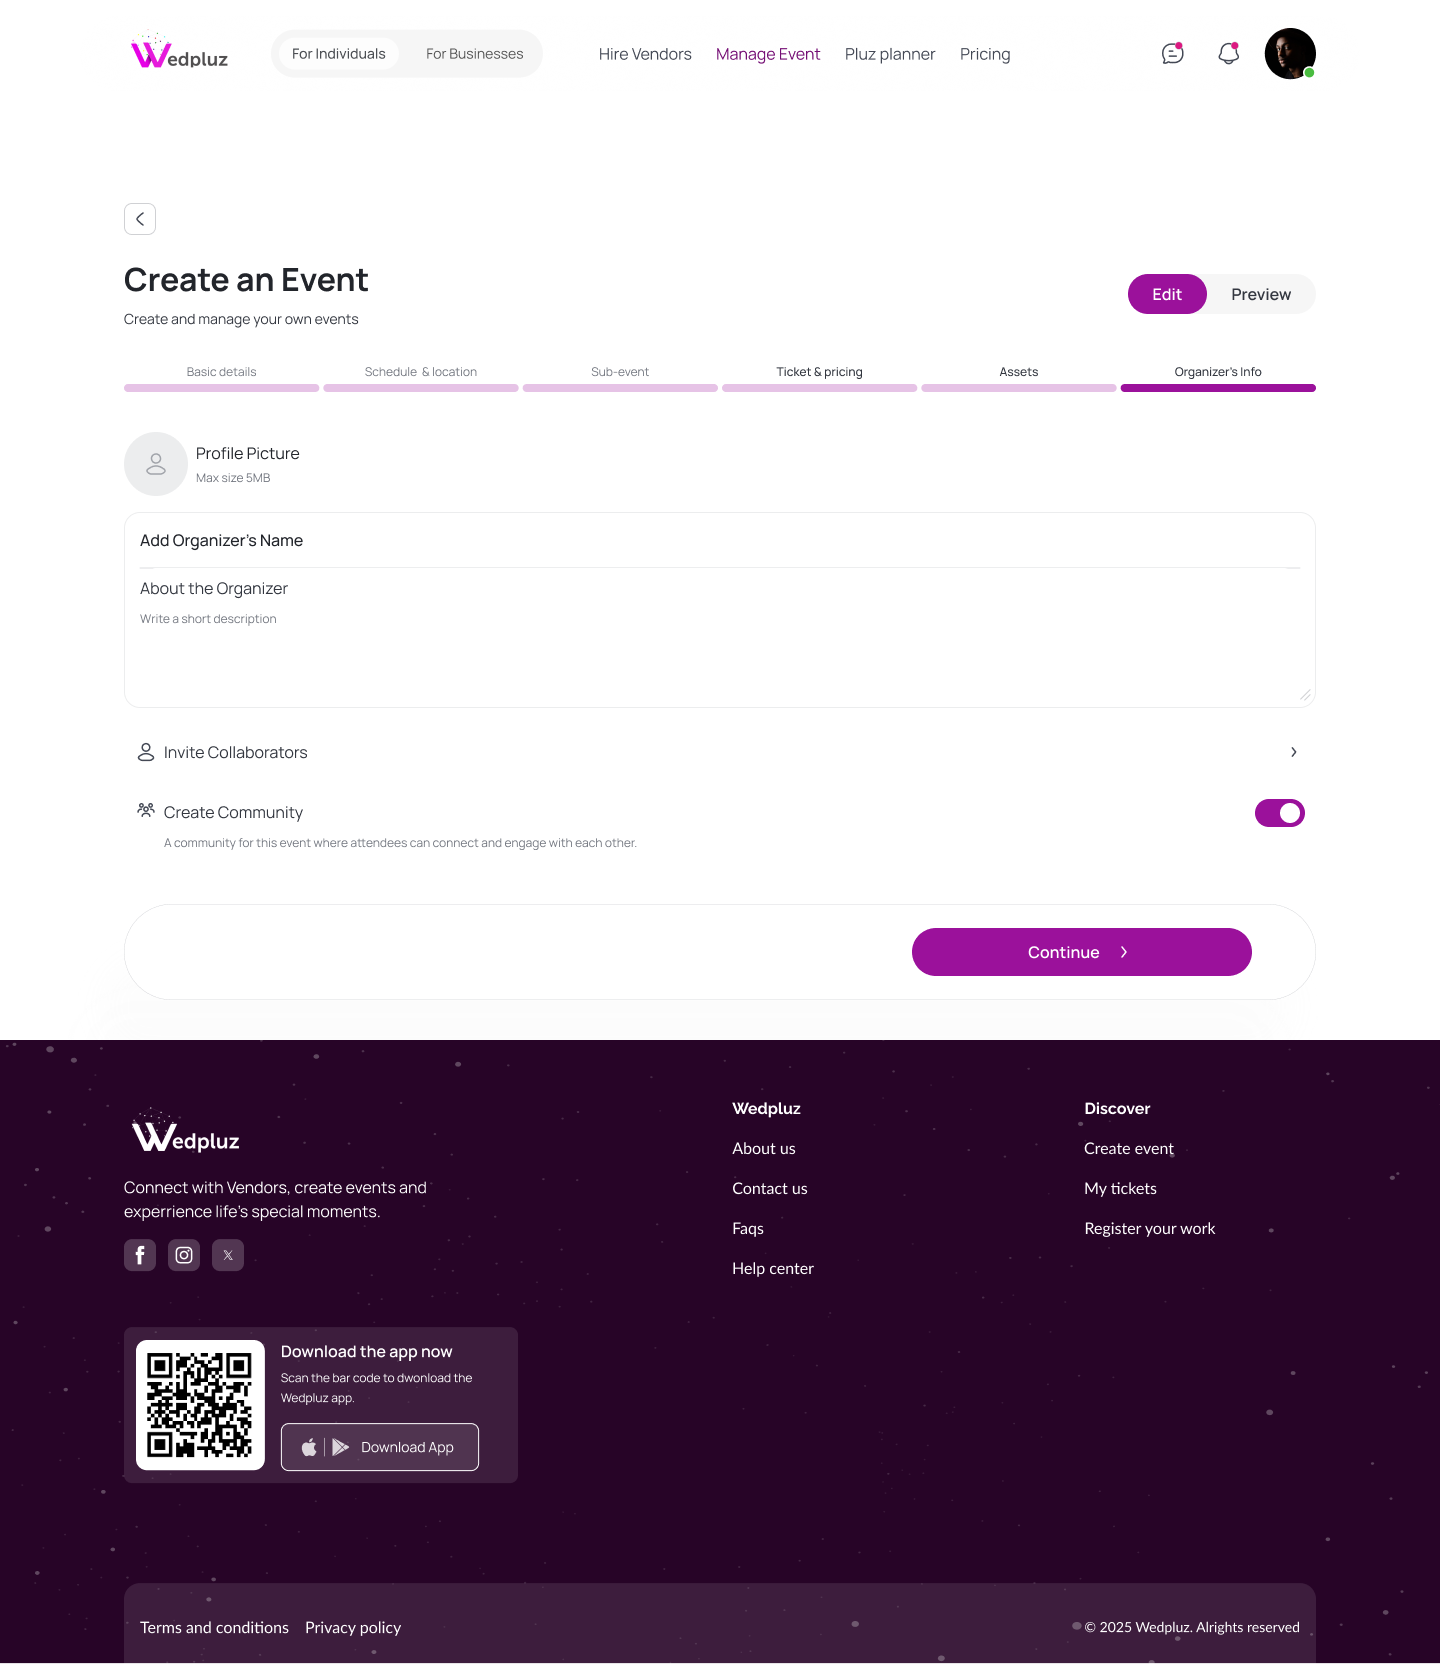 Wedpluz
For Individuals
For Businesses
Hire Vendors
Manage Event
Pluz planner
Pricing
Create an Event
Create and manage your own events
Edit
Preview
Basic details
Schedule & location
Sub-event
Ticket & pricing
Assets
Organizer's Info
Profile Picture
Max size 5MB
Add Organizer's Name
About the Organizer
Write a short description
Invite Collaborators
Create Community
A community for this event where attendees can connect and engage with each other.
Continue
Wedpluz
Connect with Vendors, create events and
experrience life's special moments.
Download the app now
Scan the bar code to dwonload the
Wedpluz app.
Download App
Wedpluz
About us
Contact us
Faqs
Help center
Discover
Create event
My tickets
Register your work
Terms and conditions
Privacy policy
© 2025 Wedpluz. Alrights reserved